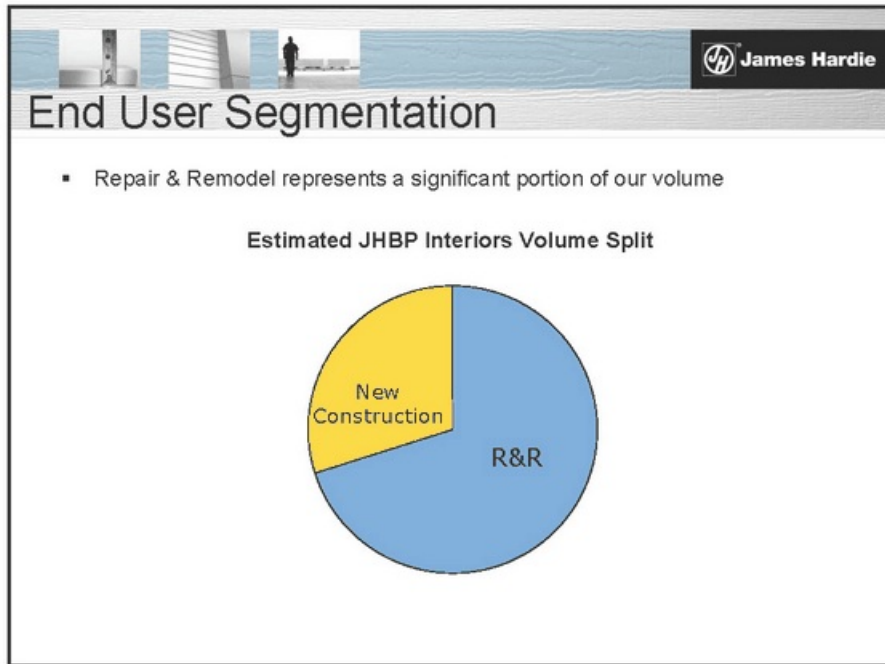 JH James Hardie
End User Segmentation
▪ Repair & Remodel represents a significant portion of our volume
Estimated JHBP Interiors Volume Split
New
Construction
R&R